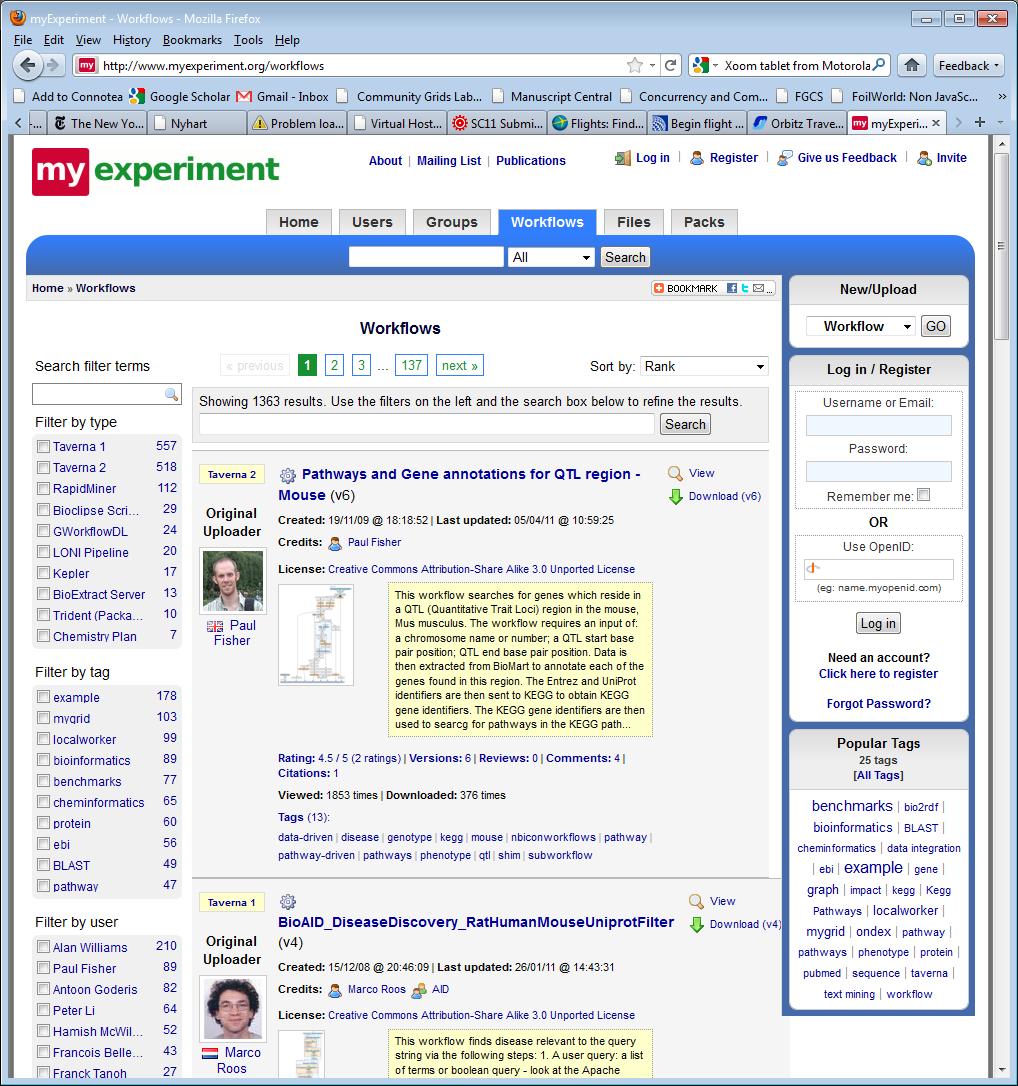 myExperiment - Workflows - Mozilla Firefox
File Edit View History Bookmarks Tools Help
my http://www.myexperiment.org/workflows Xoom tablet from Motorola Feedback
Add to Connotea Google Scholar Gmail - Inbox Community Grids Lab... Manuscript Central Concurrency and Com... FGCS FoilWorld: Non JavaSc... »
-... The New Yo... Nyhart Problem loa... Virtual Host... SC11 Submi... Flights: Find... Begin flight ... Orbitz Trave... my myExperi...
my experiment
About | Mailing List | Publications
Log in | Register | Give us Feedback | Invite
Home Users Groups Workflows Files Packs
All Search
Home » Workflows
BOOKMARK ...
Workflows
« previous 1 2 3 ... 137 next »
Sort by: Rank
Showing 1363 results. Use the filters on the left and the search box below to refine the results.
Search
Search filter terms
Filter by type
Taverna 1 557
Taverna 2 518
RapidMiner 112
Bioclipse Scri... 29
GWorkflowDL 24
LONI Pipeline 20
Kepler 17
BioExtract Server 13
Trident (Packa... 10
Chemistry Plan 7
Filter by tag
example 178
mygrid 103
localworker 99
bioinformatics 89
benchmarks 77
cheminformatics 65
protein 60
ebi 56
BLAST 49
pathway 47
Filter by user
Alan Williams 210
Paul Fisher 89
Antoon Goderis 82
Peter Li 64
Hamish McWil... 52
Francois Belle... 43
Franck Tanoh 27
Taverna 2
Original
Uploader
Paul
Fisher
Pathways and Gene annotations for QTL region -
Mouse (v6)
View
Download (v6)
Created: 19/11/09 @ 18:18:52 | Last updated: 05/04/11 @ 10:59:25
Credits: Paul Fisher
License: Creative Commons Attribution-Share Alike 3.0 Unported License
This workflow searches for genes which reside in
a QTL (Quantitative Trait Loci) region in the mouse,
Mus musculus. The workflow requires an input of:
a chromosome name or number; a QTL start base
pair position; QTL end base pair position. Data is
then extracted from BioMart to annotate each of the
genes found in this region. The Entrez and UniProt
identifiers are then sent to KEGG to obtain KEGG
gene identifiers. The KEGG gene identifiers are then
used to searcg for pathways in the KEGG path...
Rating: 4.5 / 5 (2 ratings) | Versions: 6 | Reviews: 0 | Comments: 4 |
Citations: 1
Viewed: 1853 times | Downloaded: 376 times
Tags (13):
data-driven | disease | genotype | kegg | mouse | nbiconworkflows | pathway |
pathway-driven | pathways | phenotype | qtl | shim | subworkflow
Taverna 1
Original
Uploader
Marco
Roos
BioAID_DiseaseDiscovery_RatHumanMouseUniprotFilter
(v4)
View
Download (v4)
Created: 15/12/08 @ 20:46:09 | Last updated: 26/01/11 @ 14:43:31
Credits: Marco Roos AID
License: Creative Commons Attribution-Share Alike 3.0 Unported License
This workflow finds disease relevant to the query
string via the following steps: 1. A user query: a list
of terms or boolean query - look at the Apache
New/Upload
Workflow GO
Log in / Register
Username or Email:
Password:
Remember me:
OR
Use OpenID:
(eg: name.myopenid.com)
Log in
Need an account?
Click here to register
Forgot Password?
Popular Tags
25 tags
[All Tags]
benchmarks | bio2rdf |
bioinformatics | BLAST |
cheminformatics | data integration
| ebi | example | gene |
graph | impact | kegg | Kegg
Pathways | localworker |
mygrid | ondex | pathway |
pathways | phenotype | protein |
pubmed | sequence | taverna |
text mining | workflow